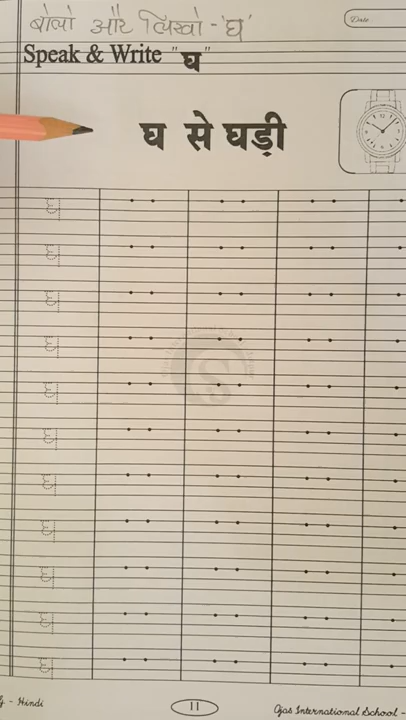 बोलो और लिखो - 'घ'
Date
Speak & Write "घ"
घ से घड़ी
घ
घ
घ
घ
घ
घ
घ
घ
घ
घ
घ
- Hindi
11
Ojas International School -